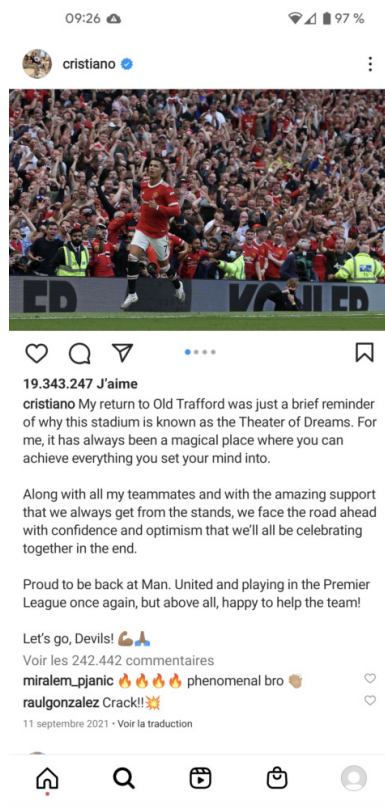 09:26
97 %
cristiano
7
KOHLER
19.343.247 J'aime
cristiano My return to Old Trafford was just a brief reminder
of why this stadium is known as the Theater of Dreams. For
me, it has always been a magical place where you can
achieve everything you set your mind into.
Along with all my teammates and with the amazing support
that we always get from the stands, we face the road ahead
with confidence and optimism that we'll all be celebrating
together in the end.
Proud to be back at Man. United and playing in the Premier
League once again, but above all, happy to help the team!
Let's go, Devils! 💪🏽🙏🏽
Voir les 242.442 commentaires
miralem_pjanic 🔥🔥🔥🔥 phenomenal bro 👏🏼
raulgonzalez Crack!!💥
11 septembre 2021 • Voir la traduction